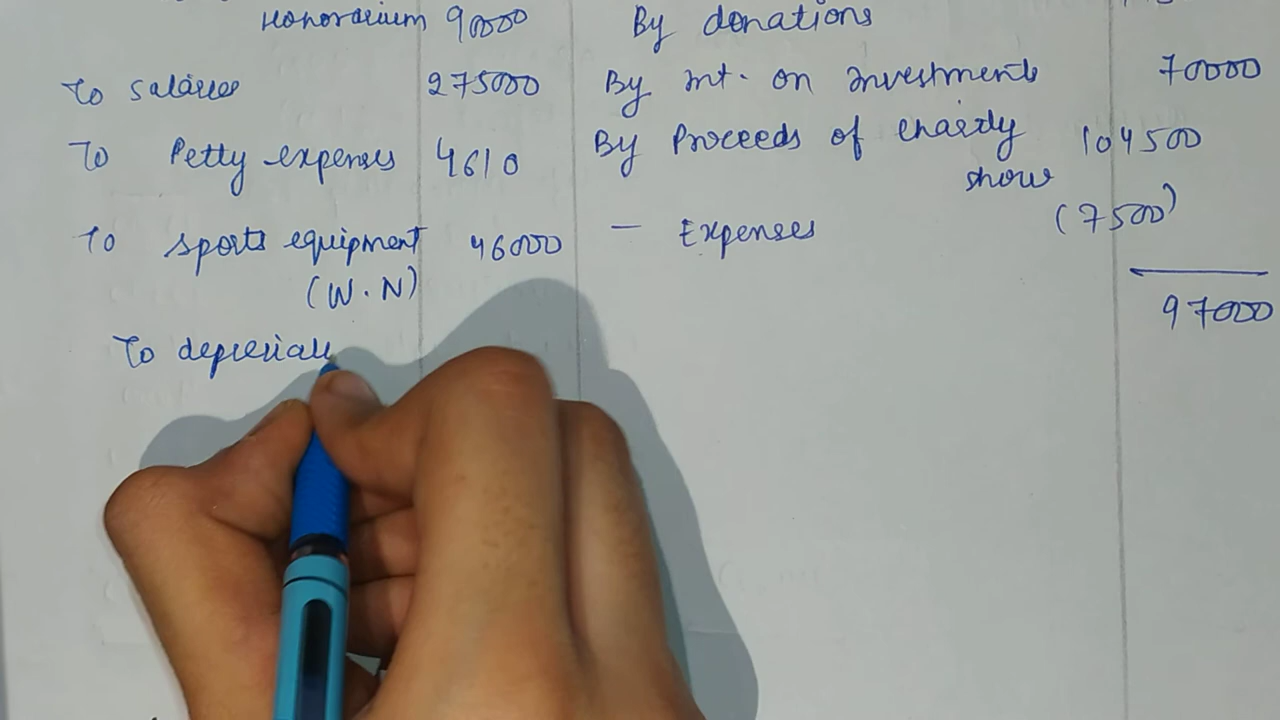 Honorarium 90000 By donations
To salaries 275000 By Int. on Investments 70000
To Petty expenses 4610 By Proceeds of charity show 104500
To sports equipment 46000 - Expenses (7500)
(W.N)
97000
To depreciati